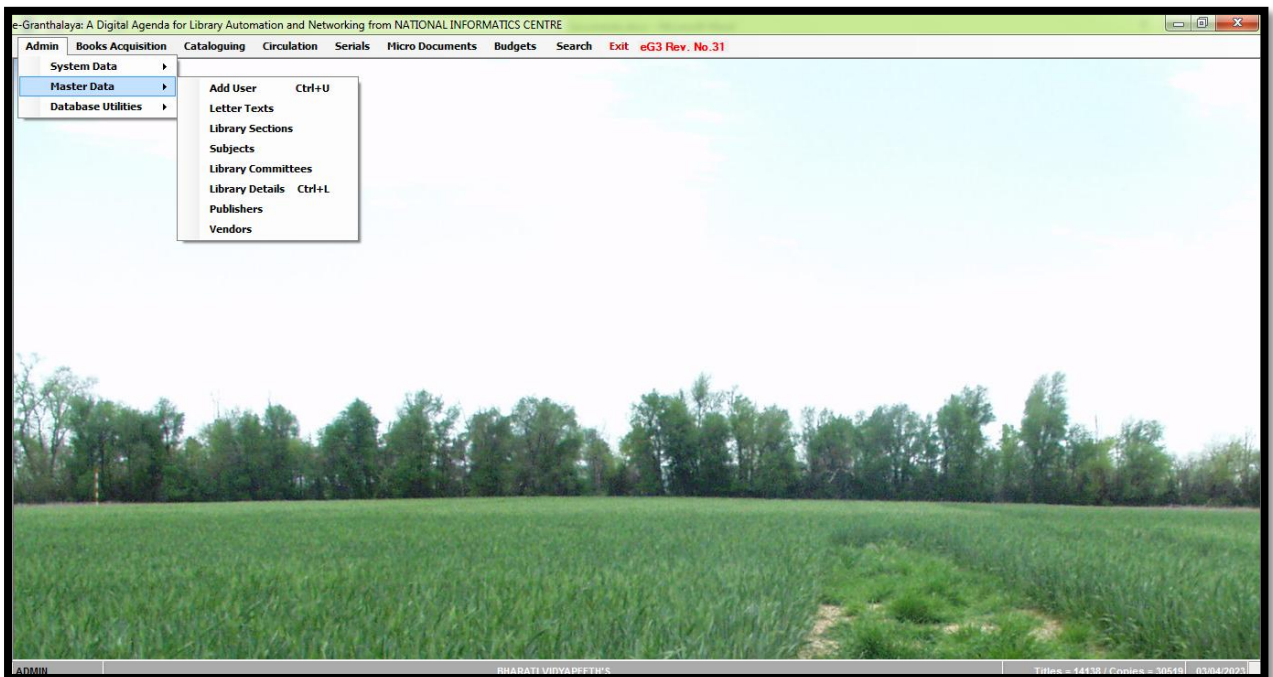 e-Granthalaya: A Digital Agenda for Library Automation and Networking from NATIONAL INFORMATICS CENTRE
Admin Books Acquisition Cataloguing Circulation Serials Micro Documents Budgets Search Exit eG3 Rev. No.31
System Data
Master Data
Database Utilities
Add User Ctrl+U
Letter Texts
Library Sections
Subjects
Library Committees
Library Details Ctrl+L
Publishers
Vendors
ADMIN BHARATI VIDYAPEETH'S Titles = 14138 / Copies = 30519 03/04/2023